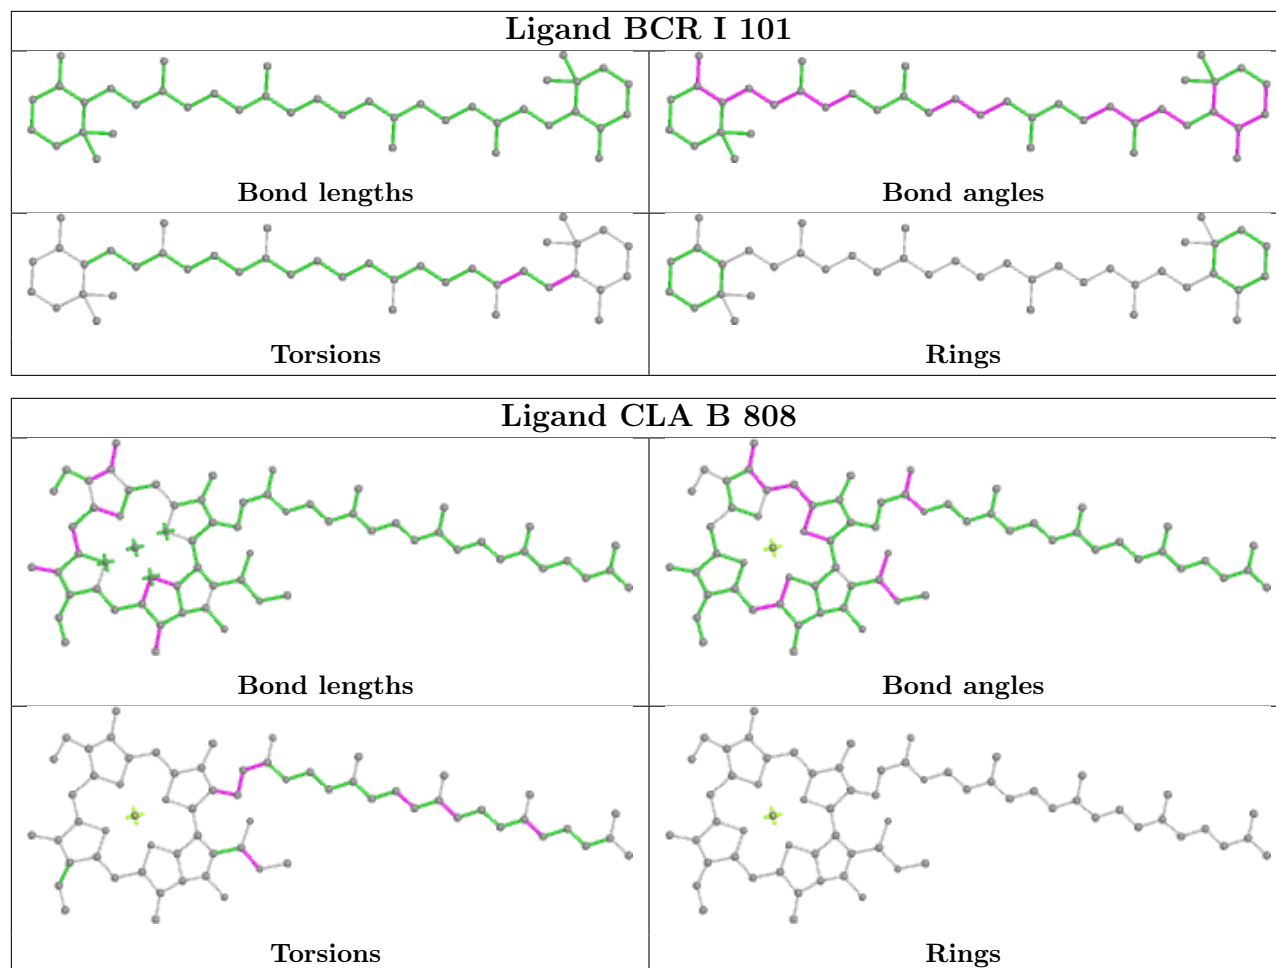 Ligand BCR I 101
Bond lengths
Bond angles
Torsions
Rings
Ligand CLA B 808
Bond lengths
Bond angles
Torsions
Rings